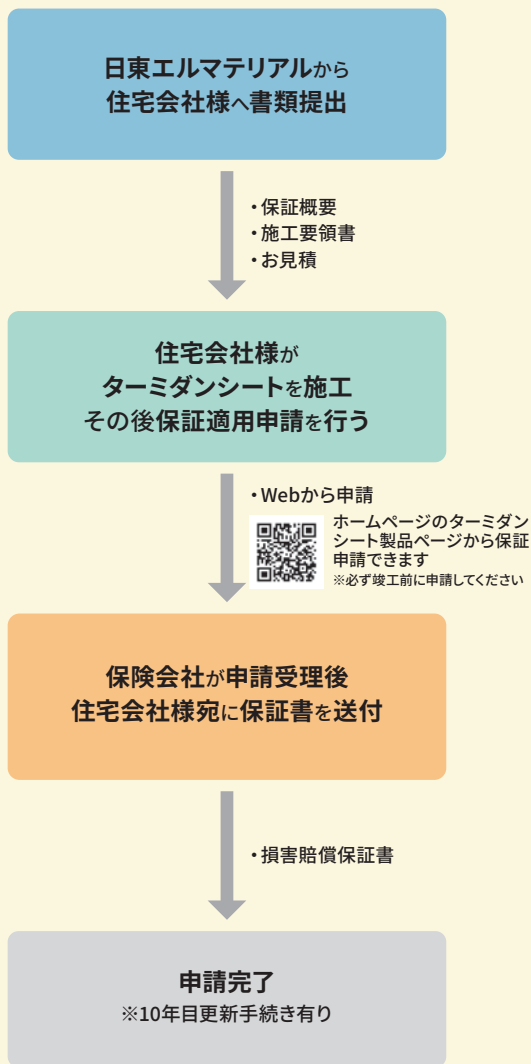 日東エルマテリアルから
住宅会社様へ書類提出
・保証概要
・施工要領書
・お見積
住宅会社様が
ターミダンシートを施工
その後保証適用申請を行う
・Webから申請
ホームページのターミダン
シート製品ページから保証
申請できます
※必ず竣工前に申請してください
保険会社が申請受理後
住宅会社様宛に保証書を送付
・損害賠償保証書
申請完了
※10年目更新手続き有り